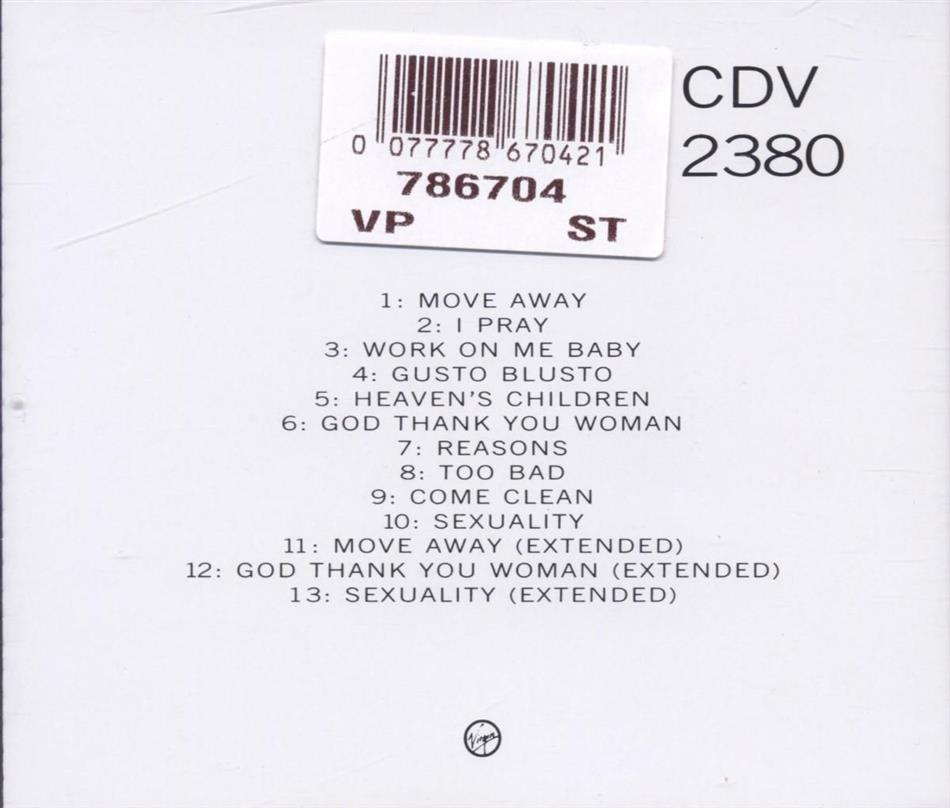 CDV
2380
0 077778 670421
786704
VP ST
1: MOVE AWAY
2: I PRAY
3: WORK ON ME BABY
4: GUSTO BLUSTO
5: HEAVEN'S CHILDREN
6: GOD THANK YOU WOMAN
7: REASONS
8: TOO BAD
9: COME CLEAN
10: SEXUALITY
11: MOVE AWAY (EXTENDED)
12: GOD THANK YOU WOMAN (EXTENDED)
13: SEXUALITY (EXTENDED)
Virgin